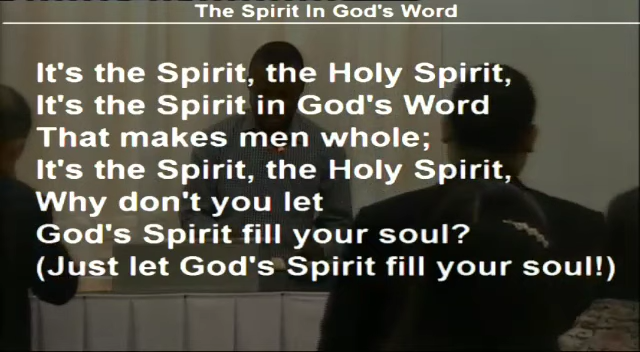 The Spirit In God's Word
It's the Spirit, the Holy Spirit,
It's the Spirit in God's Word
That makes men whole;
It's the Spirit, the Holy Spirit,
Why don't you let
God's Spirit fill your soul?
(Just let God's Spirit fill your soul!)